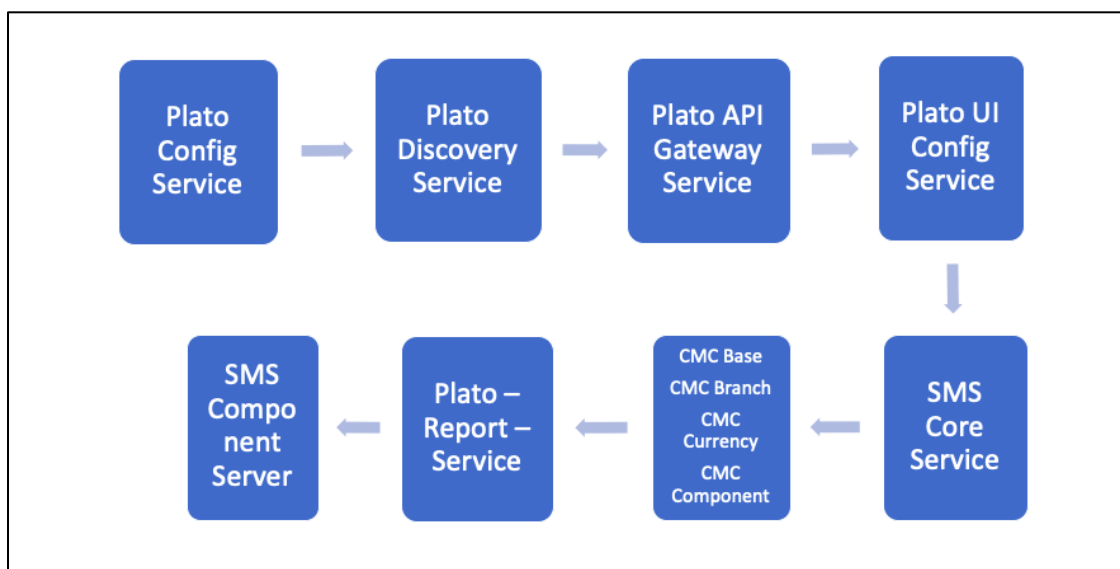 Plato
Config
Service
Plato
Discovery
Service
Plato API
Gateway
Service
Plato UI
Config
Service
SMS
Compo
nent
Server
Plato –
Report –
Service
CMC Base
CMC Branch
CMC
Currency
CMC
Component
SMS
Core
Service